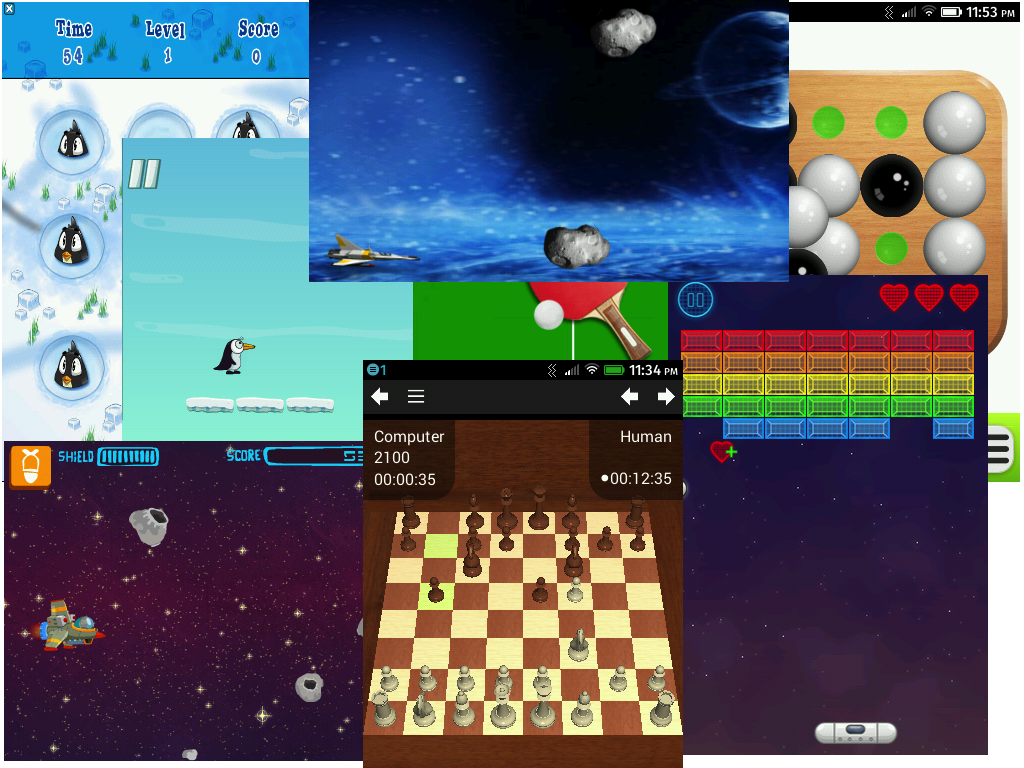 Time Level Score
54 1 0
11:53 PM
1
11:34 PM
Computer
2100
00:00:35
Human
00:12:35
SHiELD
SCORE